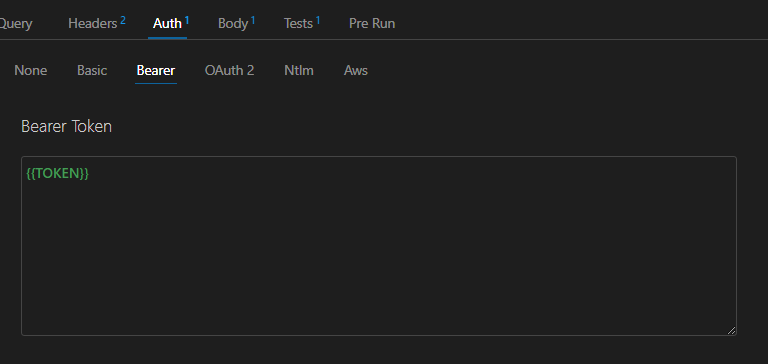 Query Headers 2 Auth 1 Body 1 Tests 1 Pre Run
None Basic Bearer OAuth 2 Ntlm Aws
Bearer Token
{{TOKEN}}